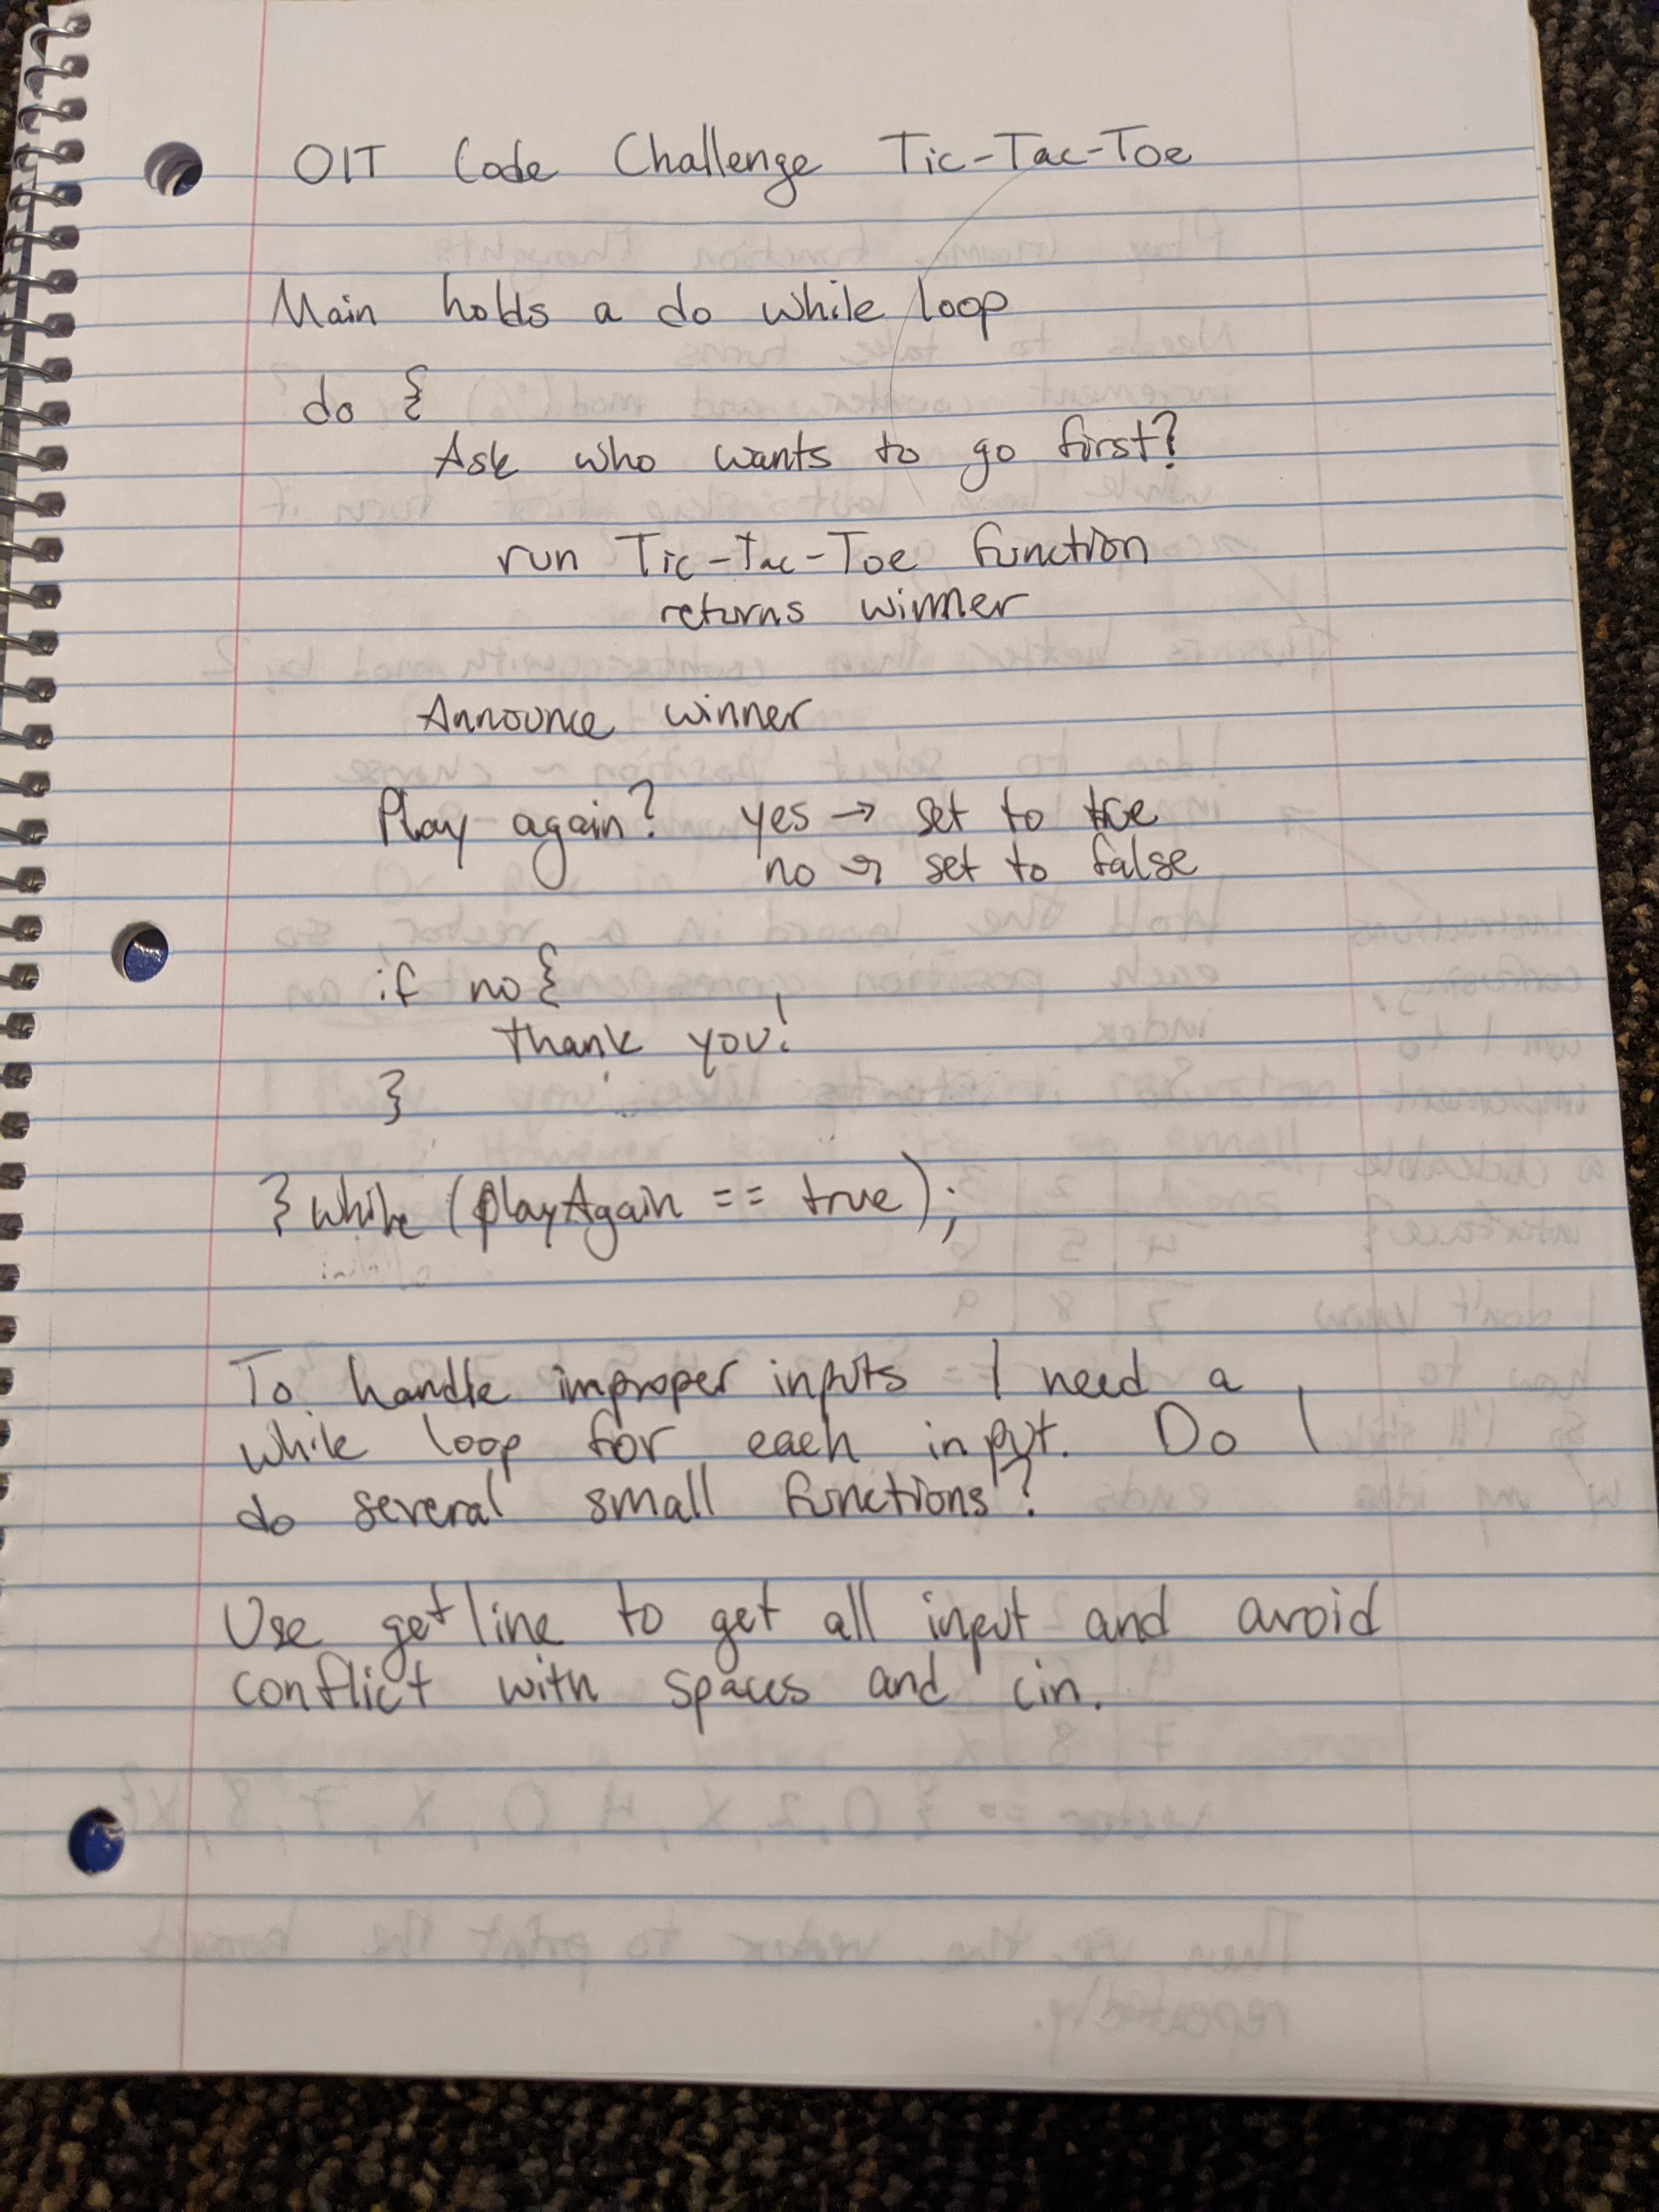 OIT Code Challenge Tic-Tac-Toe
Main holds a do while loop
do {
Ask who wants to go first?
run Tic-Tac-Toe function
returns winner
Announce winner
Play again? yes → set to true
no → set to false
if no {
Thank you!
}
} while (playAgain == true);
To handle improper inputs I need a
while loop for each input. Do I
do several small functions?
Use getline to get all input and avoid
conflict with spaces and cin.